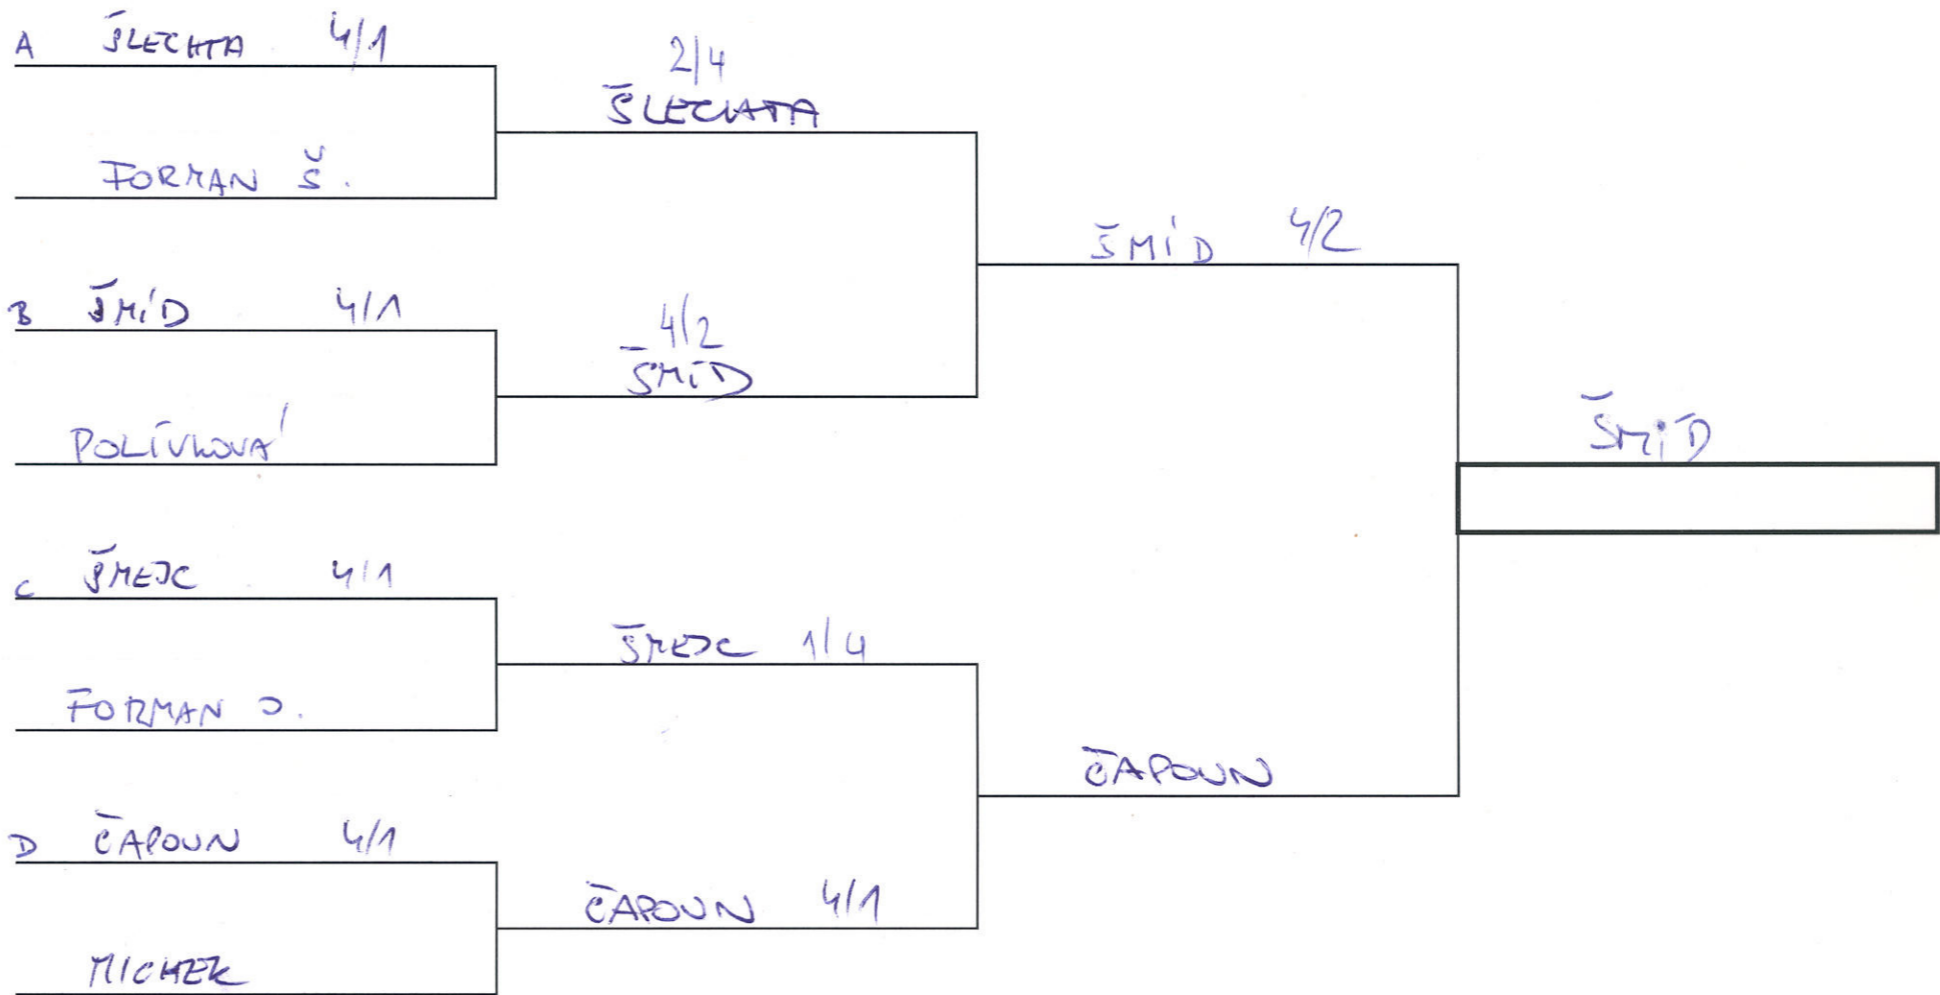 A ŠLECHTA 4/1
FORMAN Š.
B ŠMÍD 4/1
POLÍVKOVÁ
C ŠMEJC 4/1
FORMAN J.
D ČAPOUN 4/1
MICHEK
2/4
ŠLECHTA
4/2
ŠMÍD
ŠMEJC 1/4
ČAPOUN 4/1
ŠMÍD 4/2
ČAPOUN
ŠMÍD